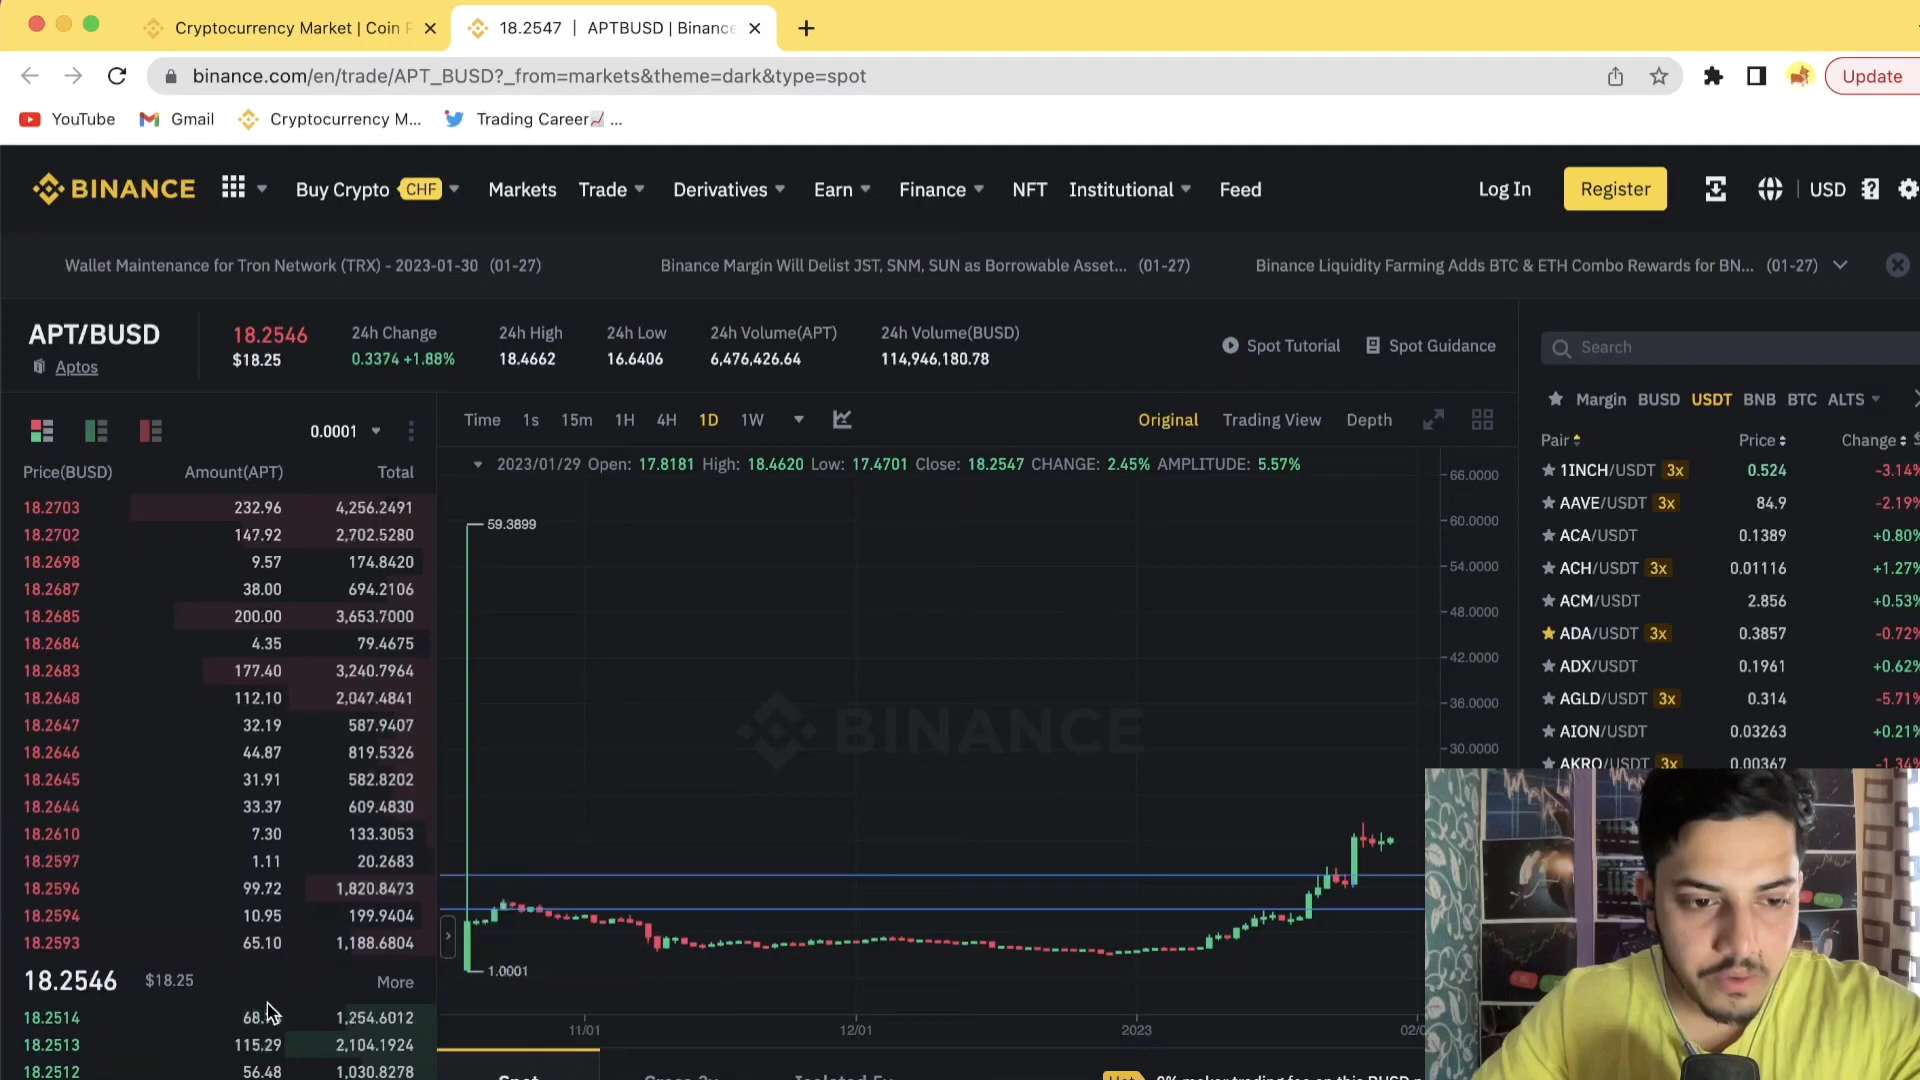 Cryptocurrency Market | Coin P
18.2547 | APTBUSD | Binance
binance.com/en/trade/APT_BUSD?_from=markets&theme=dark&type=spot
Update
YouTube
Gmail
Cryptocurrency M...
Trading Career📈 ...
BINANCE
Buy Crypto CHF
Markets
Trade
Derivatives
Earn
Finance
NFT
Institutional
Feed
Log In
Register
USD
Wallet Maintenance for Tron Network (TRX) - 2023-01-30 (01-27)
Binance Margin Will Delist JST, SNM, SUN as Borrowable Asset... (01-27)
Binance Liquidity Farming Adds BTC & ETH Combo Rewards for BN... (01-27)
APT/BUSD
Aptos
18.2546
$18.25
24h Change
0.3374 +1.88%
24h High
18.4662
24h Low
16.6406
24h Volume(APT)
6,476,426.64
24h Volume(BUSD)
114,946,180.78
Spot Tutorial
Spot Guidance
0.0001
Price(BUSD) Amount(APT) Total
18.2703 232.96 4,256.2491
18.2702 147.92 2,702.5280
18.2698 9.57 174.8420
18.2687 38.00 694.2106
18.2685 200.00 3,653.7000
18.2684 4.35 79.4675
18.2683 177.40 3,240.7964
18.2648 112.10 2,047.4841
18.2647 32.19 587.9407
18.2646 44.87 819.5326
18.2645 31.91 582.8202
18.2644 33.37 609.4830
18.2610 7.30 133.3053
18.2597 1.11 20.2683
18.2596 99.72 1,820.8473
18.2594 10.95 199.9404
18.2593 65.10 1,188.6804
18.2546 $18.25 More
18.2514 68. 1,254.6012
18.2513 115.29 2,104.1924
18.2512 56.48 1,030.8278
Time 1s 15m 1H 4H 1D 1W
Original Trading View Depth
2023/01/29 Open: 17.8181 High: 18.4620 Low: 17.4701 Close: 18.2547 CHANGE: 2.45% AMPLITUDE: 5.57%
66.0000
60.0000
54.0000
48.0000
42.0000
36.0000
30.0000
59.3899
BINANCE
1.0001
11/01 12/01 2023 02/0
Search
Margin BUSD USDT BNB BTC ALTS
Pair Price Change
1INCH/USDT 3x 0.524 -3.14%
AAVE/USDT 3x 84.9 -2.19%
ACA/USDT 0.1389 +0.80%
ACH/USDT 3x 0.01116 +1.27%
ACM/USDT 2.856 +0.53%
ADA/USDT 3x 0.3857 -0.72%
ADX/USDT 0.1961 +0.62%
AGLD/USDT 3x 0.314 -5.71%
AION/USDT 0.03263 +0.21%
AKRO/USDT 3x 0.00367 -1.34%